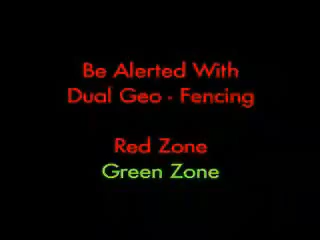 Be Alerted With
Dual Geo - Fencing
Red Zone
Green Zone